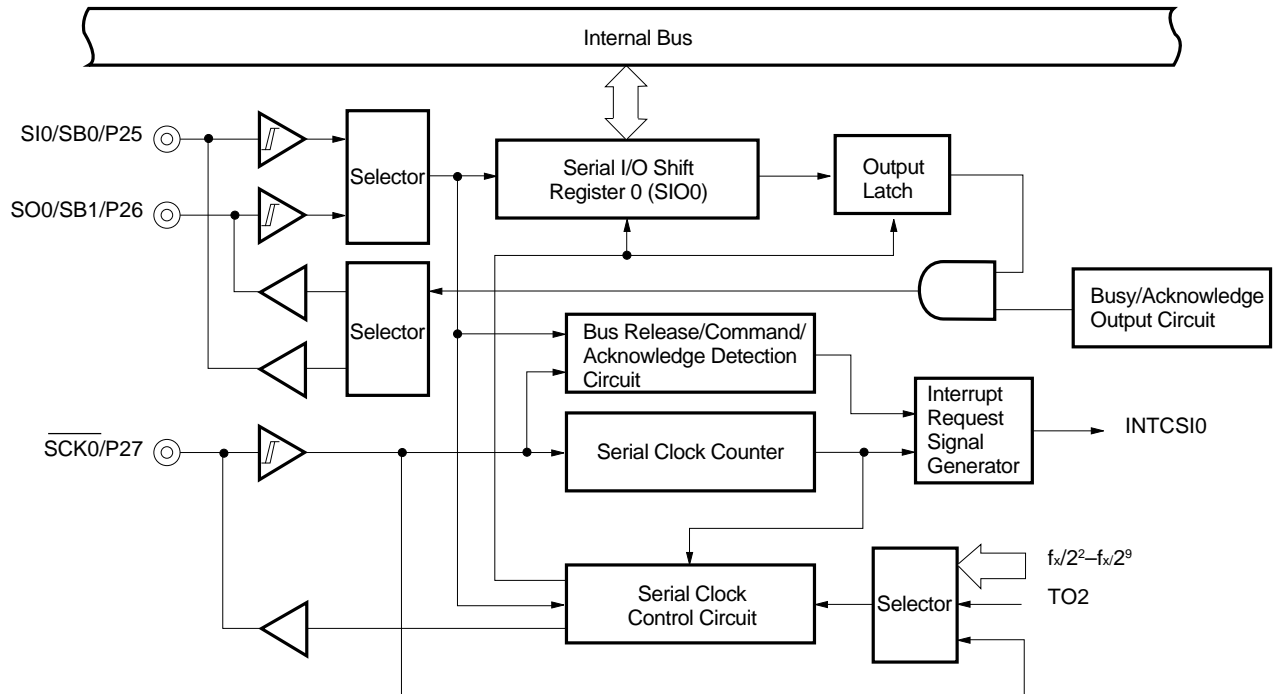 Internal Bus
SI0/SB0/P25
SO0/SB1/P26
Selector
Serial I/O Shift
Register 0 (SIO0)
Output
Latch
Selector
Busy/Acknowledge
Output Circuit
Bus Release/Command/
Acknowledge Detection
Circuit
Interrupt
Request
Signal
Generator
INTCSI0
SCK0/P27
Serial Clock Counter
Serial Clock
Control Circuit
Selector
fx/2²–fx/2⁹
TO2